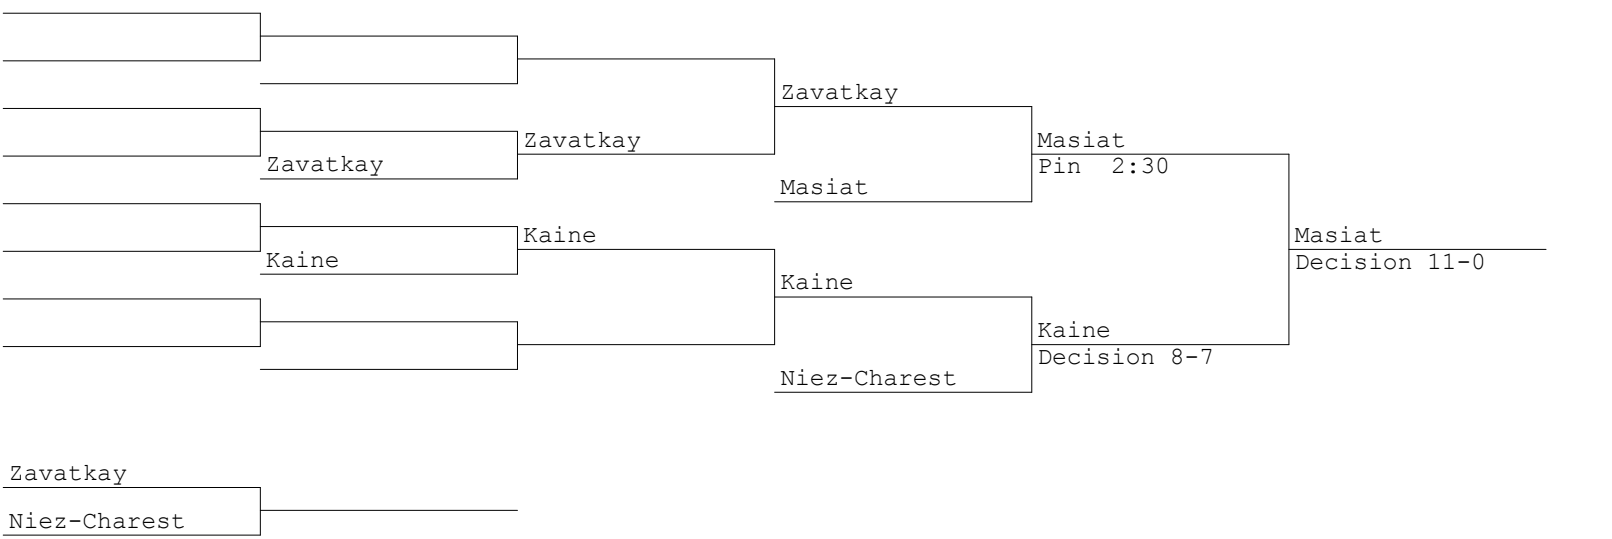 Zavatkay
Masiat
Zavatkay
Pin  2:30
Zavatkay
Masiat
Kaine
Masiat
Kaine
Decision 11-0
Kaine
Kaine
Decision 8-7
Niez-Charest
Zavatkay
Niez-Charest